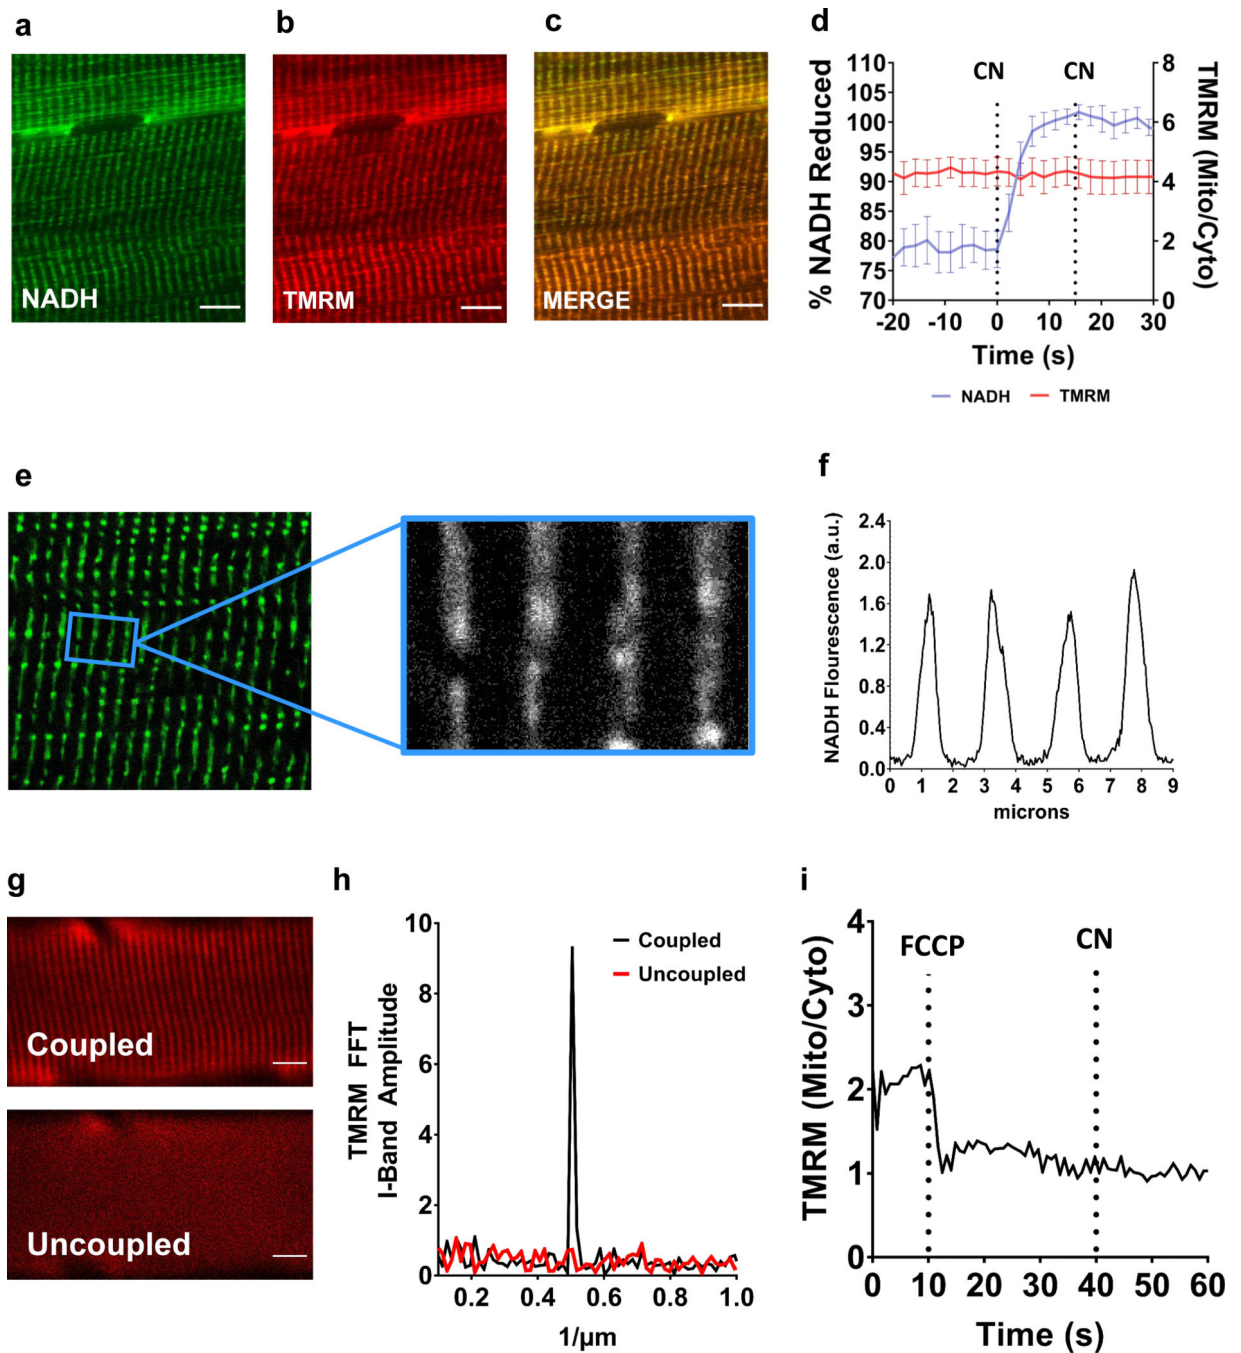 a
b
c
d
NADH
TMRM
MERGE
% NADH Reduced
110
105
100
95
90
85
80
75
70
CN
CN
8
6
4
2
0
TMRM (Mito/Cyto)
-20 -10 0 10 20 30
Time (s)
NADH TMRM
e
f
NADH Flourescence (a.u.)
2.4
2.0
1.6
1.2
0.8
0.4
0.0
0 1 2 3 4 5 6 7 8 9
microns
g
h
i
Coupled
Uncoupled
TMRM FFT
I-Band Amplitude
10
8
6
4
2
0
Coupled
Uncoupled
0.2 0.4 0.6 0.8 1.0
1/μm
TMRM (Mito/Cyto)
4
3
2
1
0
FCCP
CN
0 10 20 30 40 50 60
Time (s)